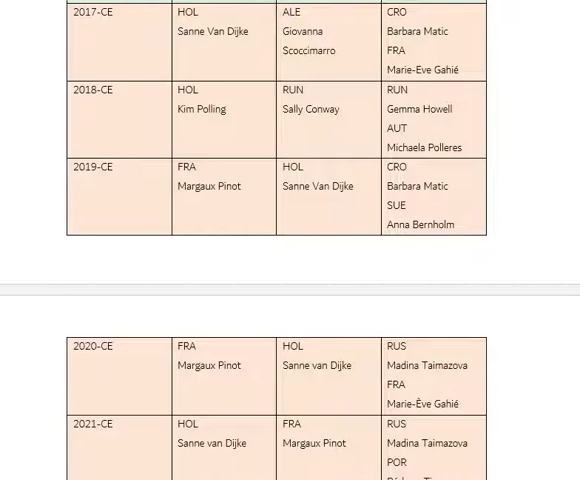 2017-CE
HOL
Sanne Van Dijke
ALE
Giovanna
Scoccimarro
CRO
Barbara Matic
FRA
Marie-Eve Gahié
2018-CE
HOL
Kim Polling
RUN
Sally Conway
RUN
Gemma Howell
AUT
Michaela Polleres
2019-CE
FRA
Margaux Pinot
HOL
Sanne Van Dijke
CRO
Barbara Matic
SUE
Anna Bernholm
2020-CE
FRA
Margaux Pinot
HOL
Sanne van Dijke
RUS
Madina Taimazova
FRA
Marie-Ève Gahié
2021-CE
HOL
Sanne van Dijke
FRA
Margaux Pinot
RUS
Madina Taimazova
POR